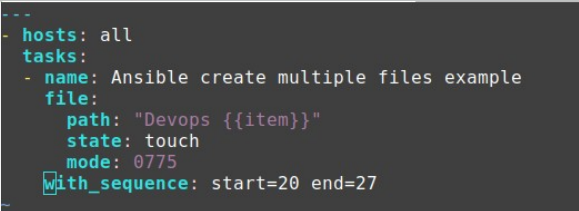 ---
- hosts: all
  tasks:
  - name: Ansible create multiple files example
    file:
      path: "Devops {{item}}"
      state: touch
      mode: 0775
    with_sequence: start=20 end=27
~